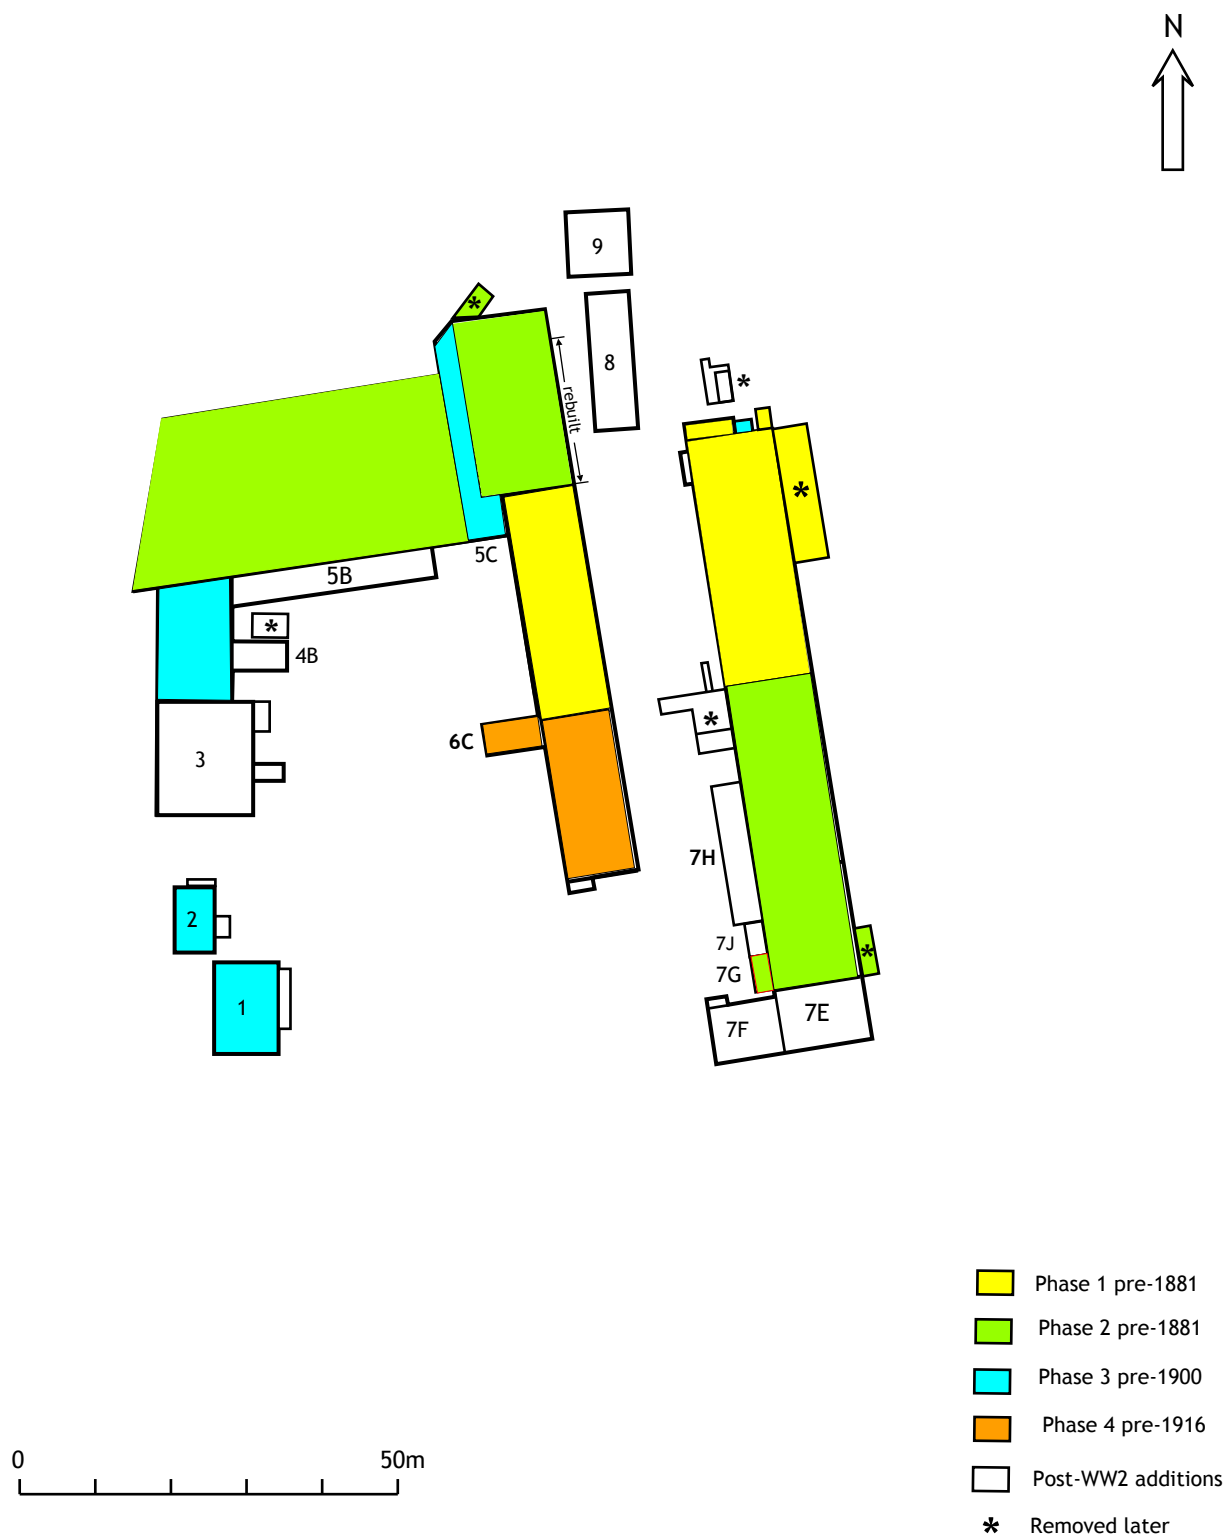 N
9
*
8
rebuilt
*
*
5C
5B
*
4B
*
6C
3
7H
2
7J
*
7G
1
7E
7F
Phase 1 pre-1881
Phase 2 pre-1881
Phase 3 pre-1900
Phase 4 pre-1916
0
50m
Post-WW2 additions
* Removed later